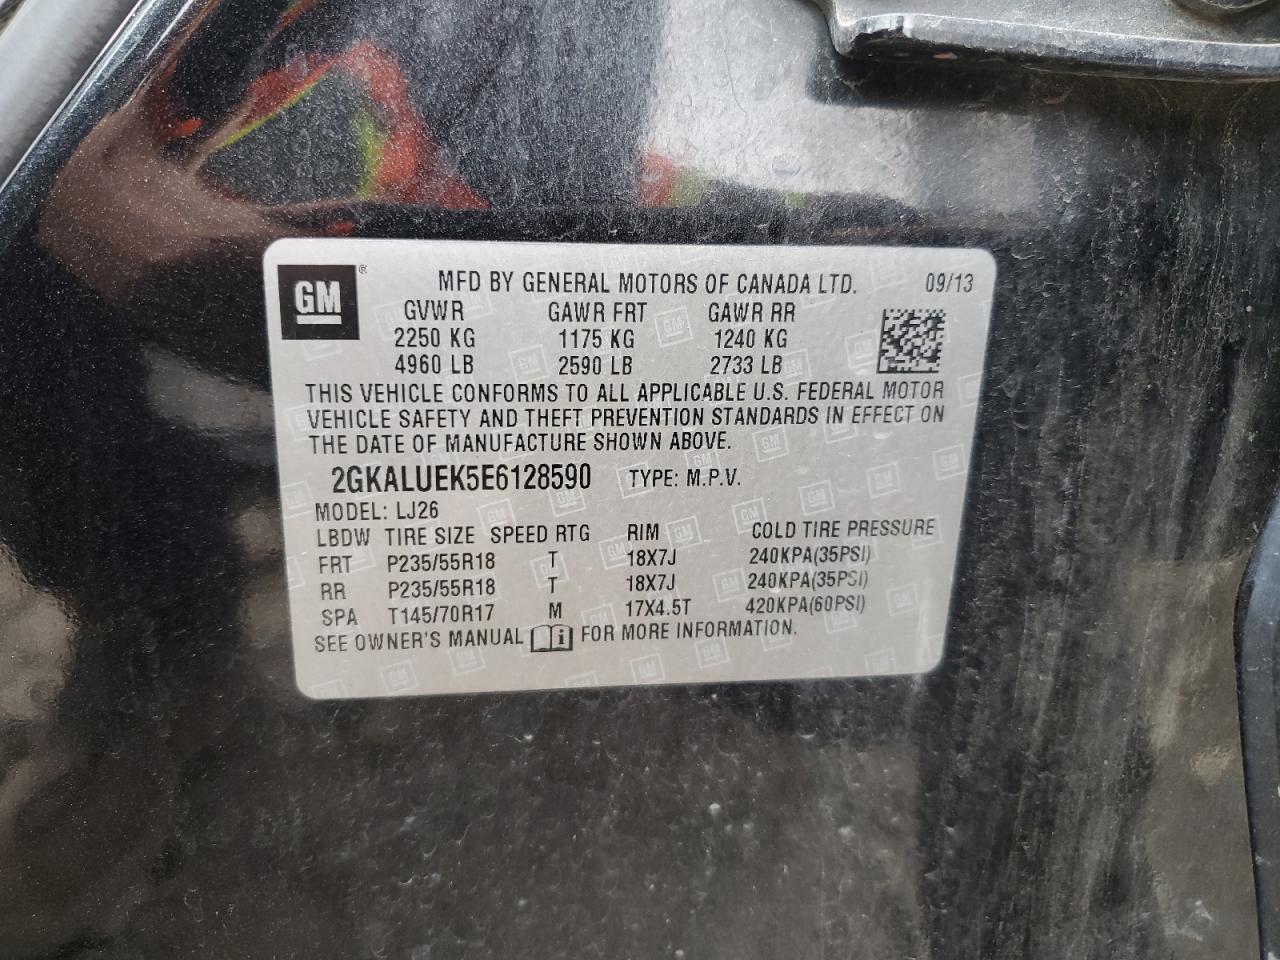 GM ® MFD BY GENERAL MOTORS OF CANADA LTD. 09/13
GVWR GAWR FRT GAWR RR
2250 KG 1175 KG 1240 KG
4960 LB 2590 LB 2733 LB
THIS VEHICLE CONFORMS TO ALL APPLICABLE U.S. FEDERAL MOTOR
VEHICLE SAFETY AND THEFT PREVENTION STANDARDS IN EFFECT ON
THE DATE OF MANUFACTURE SHOWN ABOVE.
2GKALUEK5E6128590 TYPE: M.P.V.
MODEL: LJ26
LBDW TIRE SIZE SPEED RTG RIM COLD TIRE PRESSURE
FRT P235/55R18 T 18X7J 240KPA(35PSI)
RR P235/55R18 T 18X7J 240KPA(35PSI)
SPA T145/70R17 M 17X4.5T 420KPA(60PSI)
SEE OWNER'S MANUAL i FOR MORE INFORMATION.